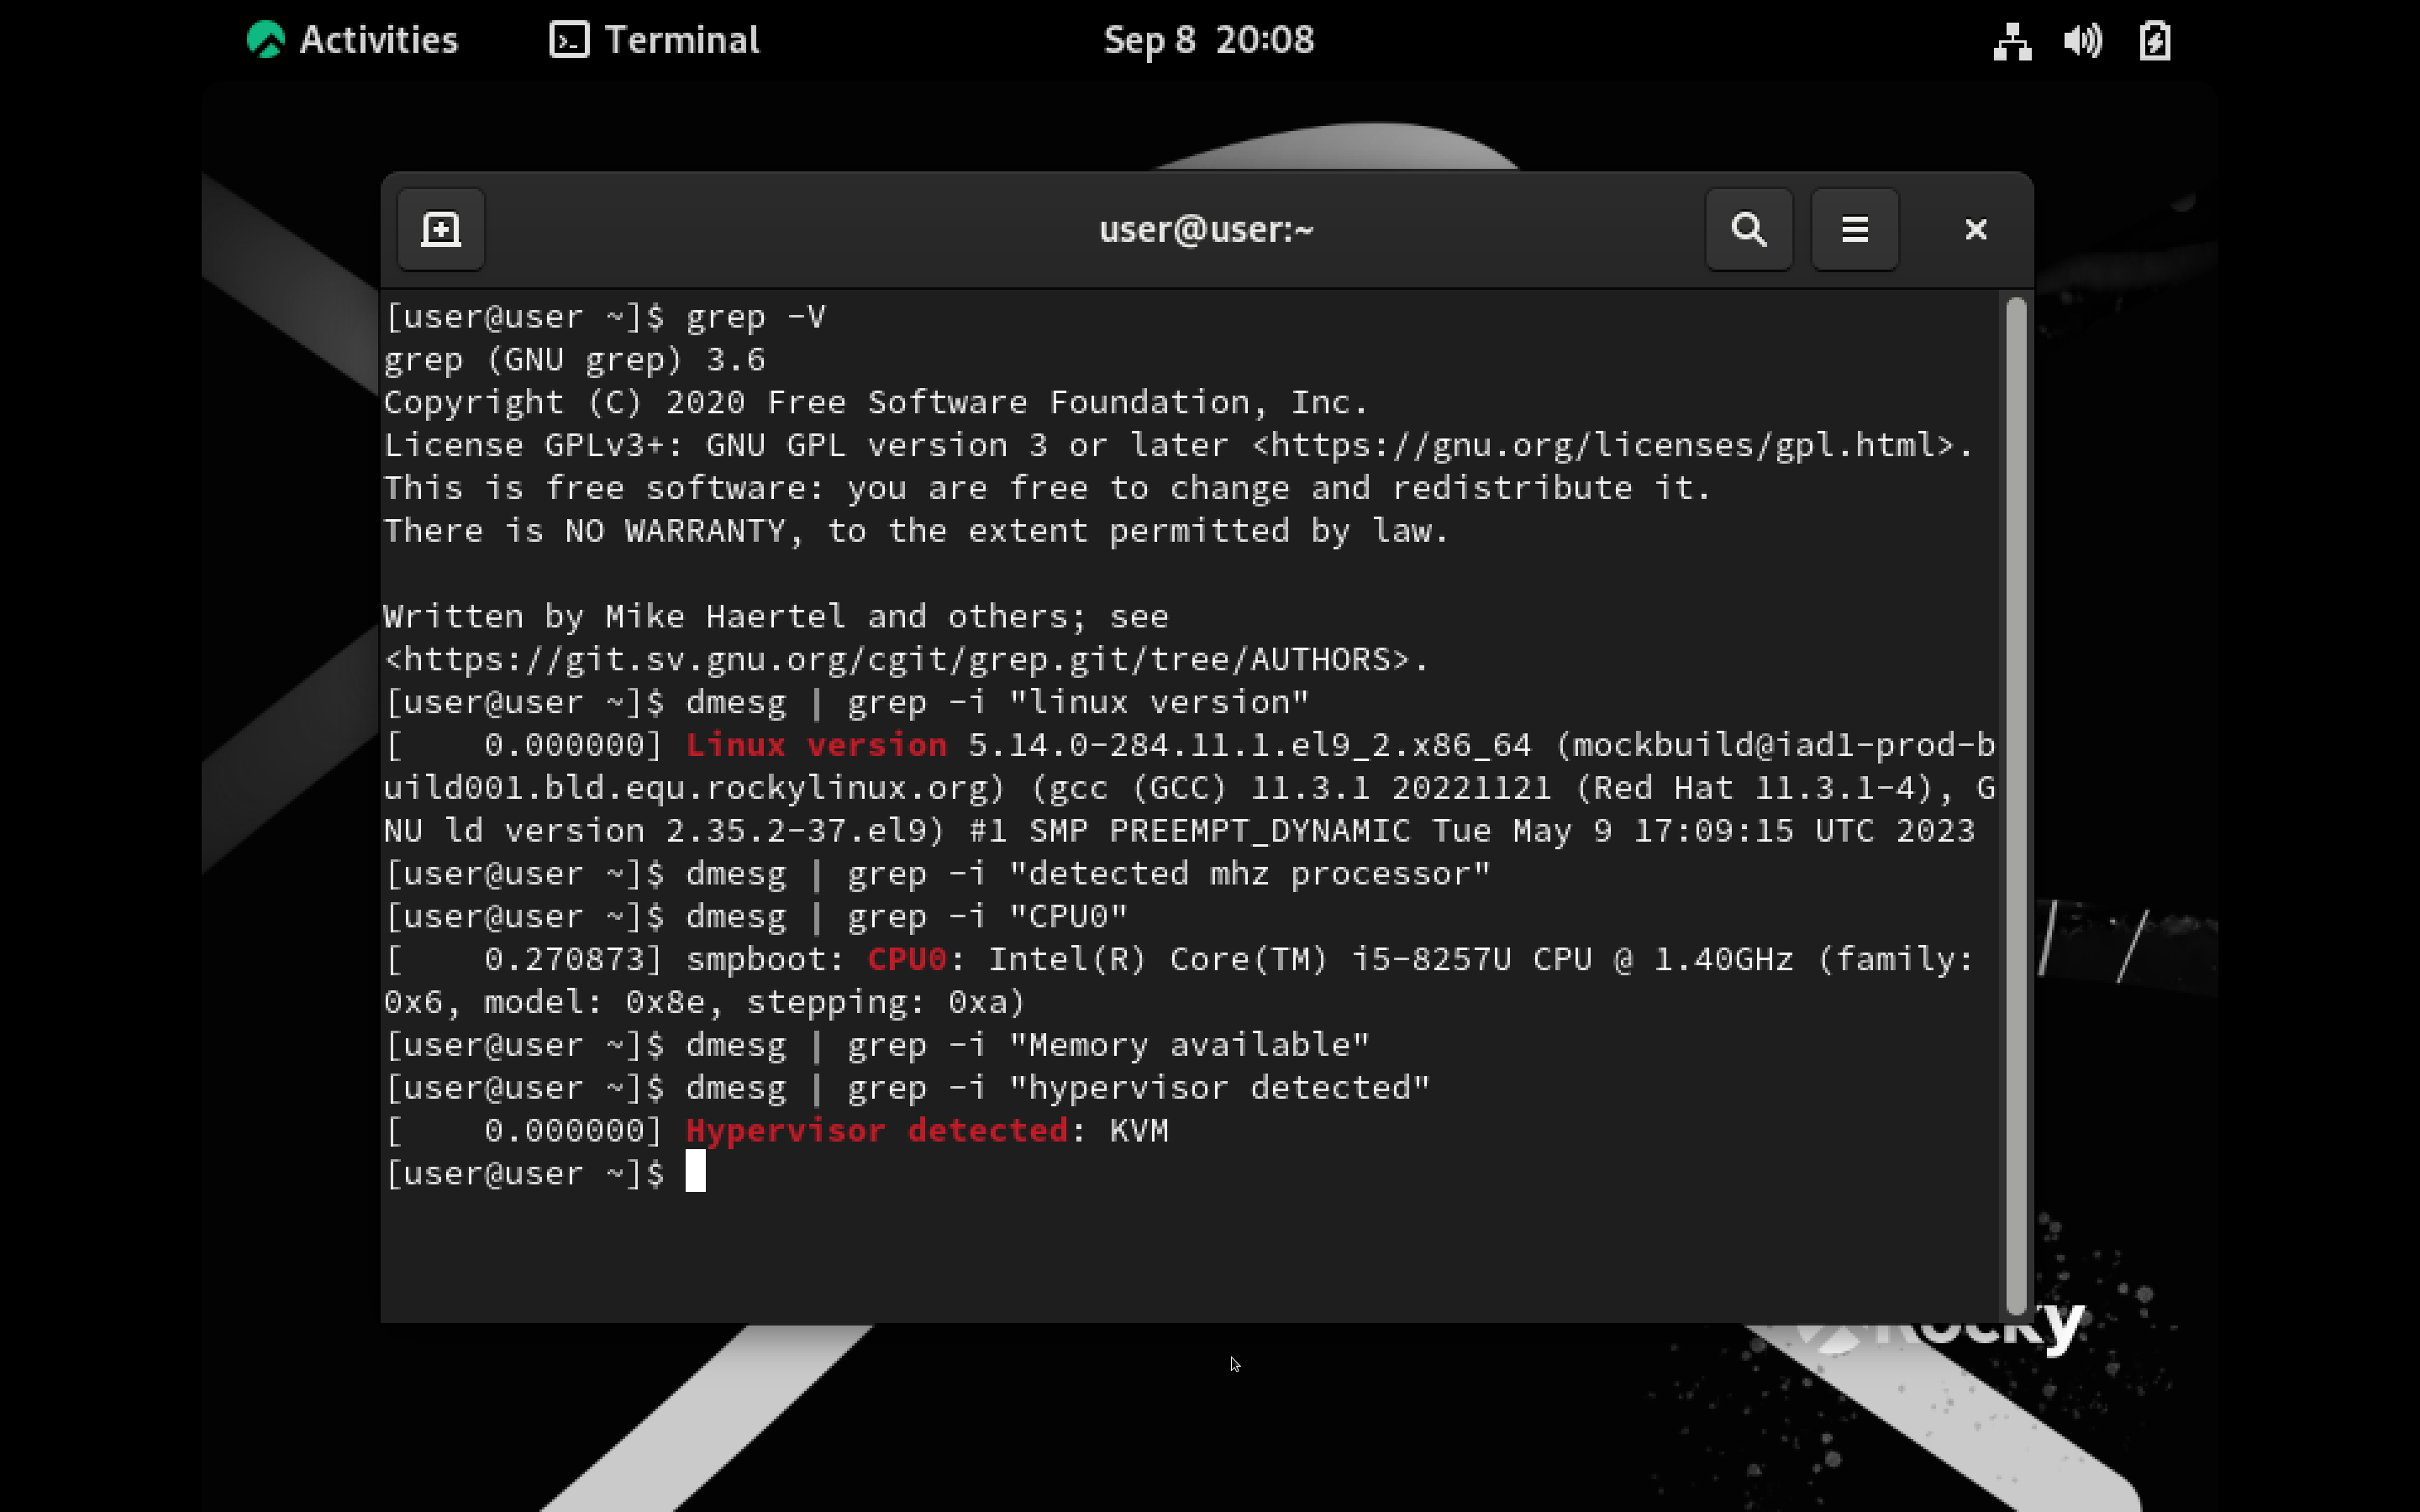 Activities Terminal Sep 8 20:08
user@user:~
[user@user ~]$ grep -V
grep (GNU grep) 3.6
Copyright (C) 2020 Free Software Foundation, Inc.
License GPLv3+: GNU GPL version 3 or later <https://gnu.org/licenses/gpl.html>.
This is free software: you are free to change and redistribute it.
There is NO WARRANTY, to the extent permitted by law.
Written by Mike Haertel and others; see
<https://git.sv.gnu.org/cgit/grep.git/tree/AUTHORS>.
[user@user ~]$ dmesg | grep -i "linux version"
[    0.000000] Linux version 5.14.0-284.11.1.el9_2.x86_64 (mockbuild@iad1-prod-b
uild001.bld.equ.rockylinux.org) (gcc (GCC) 11.3.1 20221121 (Red Hat 11.3.1-4), G
NU ld version 2.35.2-37.el9) #1 SMP PREEMPT_DYNAMIC Tue May 9 17:09:15 UTC 2023
[user@user ~]$ dmesg | grep -i "detected mhz processor"
[user@user ~]$ dmesg | grep -i "CPU0"
[    0.270873] smpboot: CPU0: Intel(R) Core(TM) i5-8257U CPU @ 1.40GHz (family:
0x6, model: 0x8e, stepping: 0xa)
[user@user ~]$ dmesg | grep -i "Memory available"
[user@user ~]$ dmesg | grep -i "hypervisor detected"
[    0.000000] Hypervisor detected: KVM
[user@user ~]$
Rocky